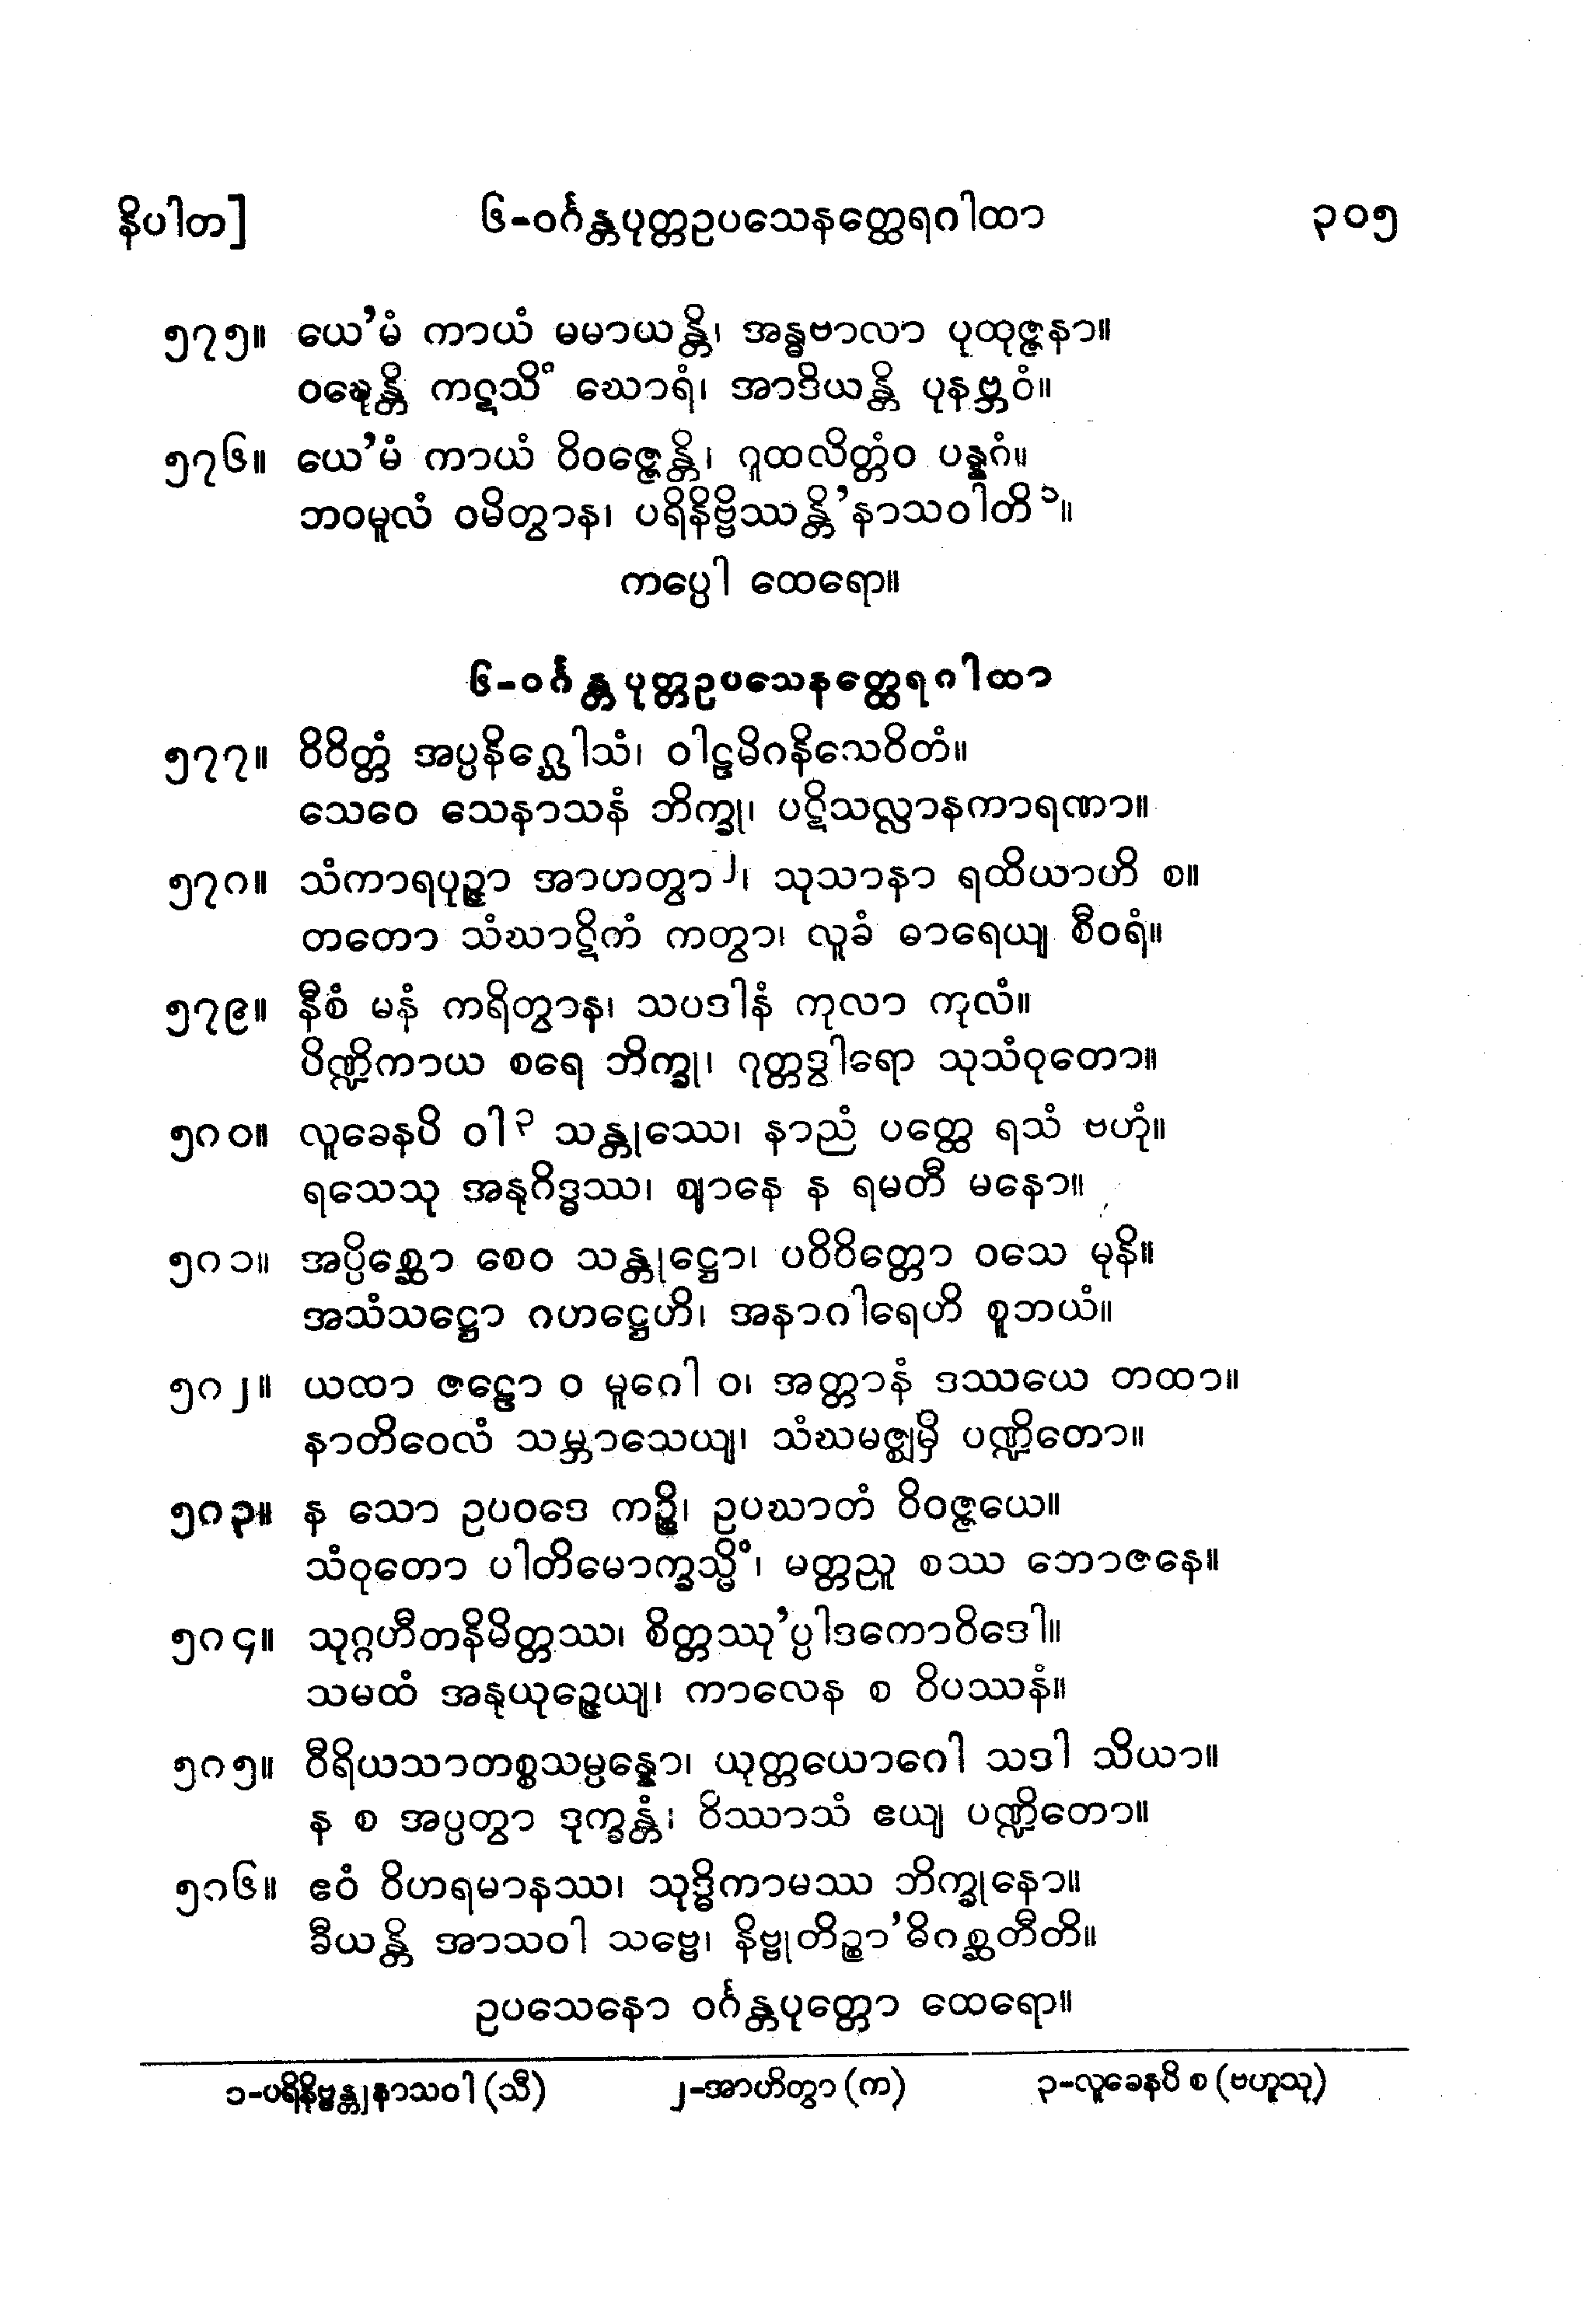 နိပါတ] ၆-ဝင်္ဂန္တပုတ္တဥပသေနတ္ထေရဂါထာ ၃၀၅
၅၇၅။ ယေ’မံ ကာယံ မမာယန္တိ၊ အန္ဓဗာလာ ပုထုဇ္ဇနာ။
ဝဍ္ဎေန္တိ ကဋသိံ ဃောရံ၊ အာဒိယန္တိ ပုနဗ္ဘဝံ။
၅၇၆။ ယေ’မံ ကာယံ ဝိဝဇ္ဇေန္တိ၊ ဂူထလိတ္တံဝ ပန္နဂံ။
ဘဝမူလံ ဝမိတွာန၊ ပရိနိဗ္ဗိဿန္တိ’နာသဝါတိ ၁။
ကပ္ပေါ ထေရော။
၆-ဝင်္ဂန္တပုတ္တဥပသေနတ္ထေရဂါထာ
၅၇၇။ ဝိဝိတ္တံ အပ္ပနိဂ္ဃေါသံ၊ ဝါဠမိဂနိသေဝိတံ။
သေဝေ သေနာသနံ ဘိက္ခု၊ ပဋိသလ္လာနကာရဏာ။
၅၇၈။ သံကာရပုဉ္ဇာ အာဟတွာ ၂၊ သုသာနာ ရထိယာဟိ စ။
တတော သံဃာဋိကံ ကတွာ၊ လူခံ ဓာရေယျ စီဝရံ။
၅၇၉။ နီစံ မနံ ကရိတွာန၊ သပဒါနံ ကုလာ ကုလံ။
ပိဏ္ဍိကာယ စရေ ဘိက္ခု၊ ဂုတ္တဒွါရော သုသံဝုတော။
၅၈၀။ လူခေနပိ ဝါ ၃ သန္တုဿေ၊ နာညံ ပတ္ထေ ရသံ ဗဟုံ။
ရသေသု အနုဂိဒ္ဓဿ၊ ဈာနေ န ရမတီ မနော။
၅၈၁။ အပ္ပိစ္ဆော စေဝ သန္တုဋ္ဌော၊ ပဝိဝိတ္တော ဝသေ မုနိ။
အသံသဋ္ဌော ဂဟဋ္ဌေဟိ၊ အနာဂါရေဟိ စူဘယံ။
၅၈၂။ ယထာ ဇဠော ဝ မူဂေါ ဝ၊ အတ္တာနံ ဒဿယေ တထာ။
နာတိဝေလံ သမ္ဘာသေယျ၊ သံဃမဇ္ဈမှိ ပဏ္ဍိတော။
၅၈၃။ န သော ဥပဝဒေ ကဉ္စိ၊ ဥပဃာတံ ဝိဝဇ္ဇယေ။
သံဝုတော ပါတိမောက္ခသ္မိံ၊ မတ္တညူ စဿ ဘောဇနေ။
၅၈၄။ သုဂ္ဂဟီတနိမိတ္တဿ၊ စိတ္တဿု’ပ္ပါဒကောဝိဒေါ။
သမထံ အနုယုဉ္ဇေယျ၊ ကာလေန စ ဝိပဿနံ။
၅၈၅။ ဝီရိယသာတစ္စသမ္ပန္နော၊ ယုတ္တယောဂေါ သဒါ သိယာ။
န စ အပ္ပတွာ ဒုက္ခန္တံ၊ ဝိဿာသံ ဧယျ ပဏ္ဍိတော။
၅၈၆။ ဧဝံ ဝိဟရမာနဿ၊ သုဒ္ဓိကာမဿ ဘိက္ခုနော။
ခီယန္တိ အာသဝါ သဗ္ဗေ၊ နိဗ္ဗုတိဉ္စာ’ဓိဂစ္ဆတီတိ။
ဥပသေနော ဝင်္ဂန္တပုတ္တော ထေရော။
၁-ပရိနိဗ္ဗန္တျနာသဝါ (သီ) ၂-အာဟိတွာ (က) ၃-လူခေနပိ စ (ဗဟူသု)